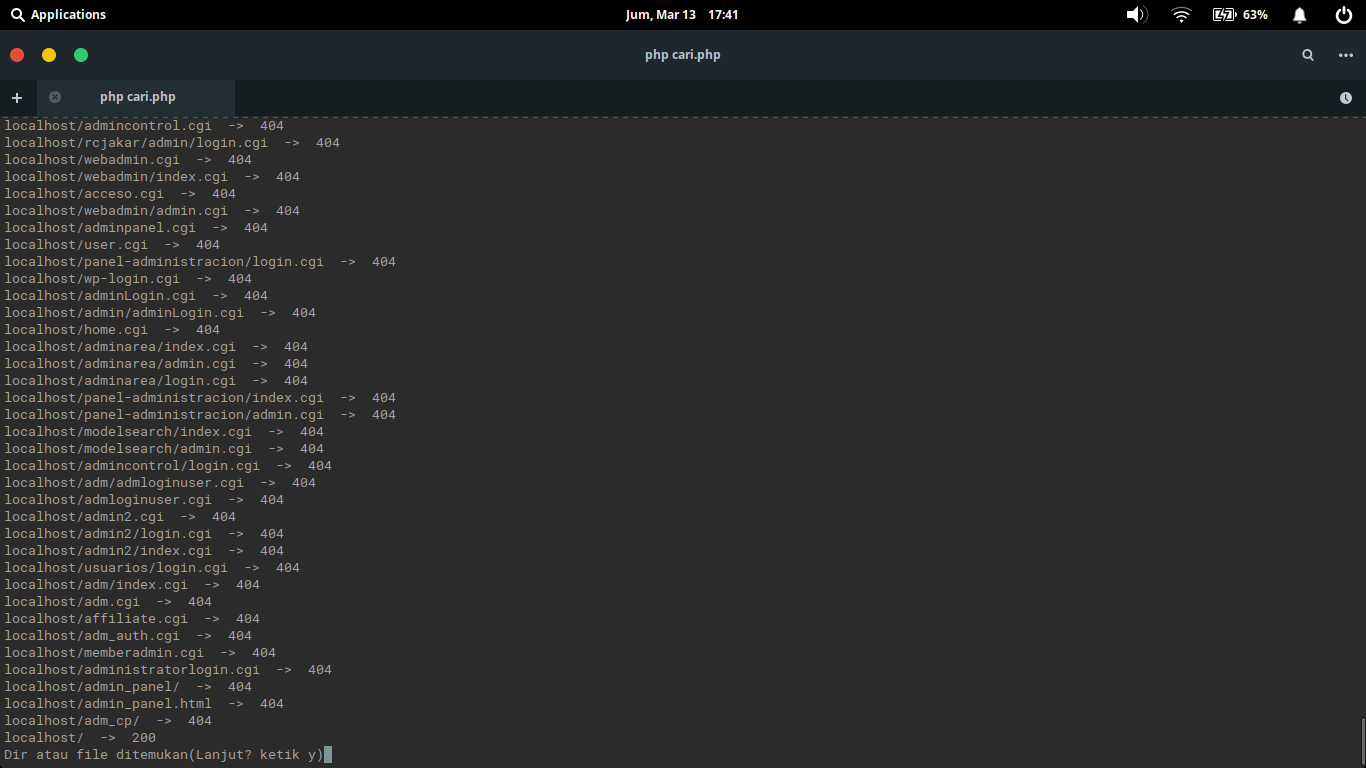 Applications
Jum, Mar 13 17:41
63%
php cari.php
php cari.php
localhost/admincontrol.cgi -> 404
localhost/rcjakar/admin/login.cgi -> 404
localhost/webadmin.cgi -> 404
localhost/webadmin/index.cgi -> 404
localhost/acceso.cgi -> 404
localhost/webadmin/admin.cgi -> 404
localhost/adminpanel.cgi -> 404
localhost/user.cgi -> 404
localhost/panel-administracion/login.cgi -> 404
localhost/wp-login.cgi -> 404
localhost/adminLogin.cgi -> 404
localhost/admin/adminLogin.cgi -> 404
localhost/home.cgi -> 404
localhost/adminarea/index.cgi -> 404
localhost/adminarea/admin.cgi -> 404
localhost/adminarea/login.cgi -> 404
localhost/panel-administracion/index.cgi -> 404
localhost/panel-administracion/admin.cgi -> 404
localhost/modelsearch/index.cgi -> 404
localhost/modelsearch/admin.cgi -> 404
localhost/admincontrol/login.cgi -> 404
localhost/adm/admloginuser.cgi -> 404
localhost/admloginuser.cgi -> 404
localhost/admin2.cgi -> 404
localhost/admin2/login.cgi -> 404
localhost/admin2/index.cgi -> 404
localhost/usuarios/login.cgi -> 404
localhost/adm/index.cgi -> 404
localhost/adm.cgi -> 404
localhost/affiliate.cgi -> 404
localhost/adm_auth.cgi -> 404
localhost/memberadmin.cgi -> 404
localhost/administratorlogin.cgi -> 404
localhost/admin_panel/ -> 404
localhost/admin_panel.html -> 404
localhost/adm_cp/ -> 404
localhost/ -> 200
Dir atau file ditemukan(Lanjut? ketik y)